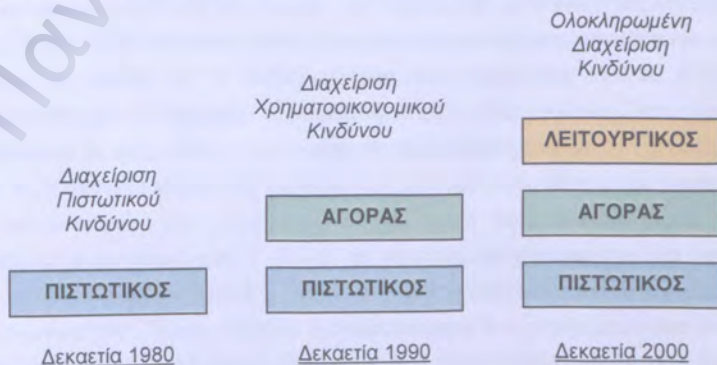 Παν
Ολοκληρωμένη
Διαχείριση
Κινδύνου
Διαχείριση
Χρηματοοικονομικού
Κινδύνου
ΛΕΙΤΟΥΡΓΙΚΟΣ
Διαχείριση
Πιστωτικού
Κινδύνου
ΑΓΟΡΑΣ
ΑΓΟΡΑΣ
ΠΙΣΤΩΤΙΚΟΣ
ΠΙΣΤΩΤΙΚΟΣ
ΠΙΣΤΩΤΙΚΟΣ
Δεκαετία 1980
Δεκαετία 1990
Δεκαετία 2000